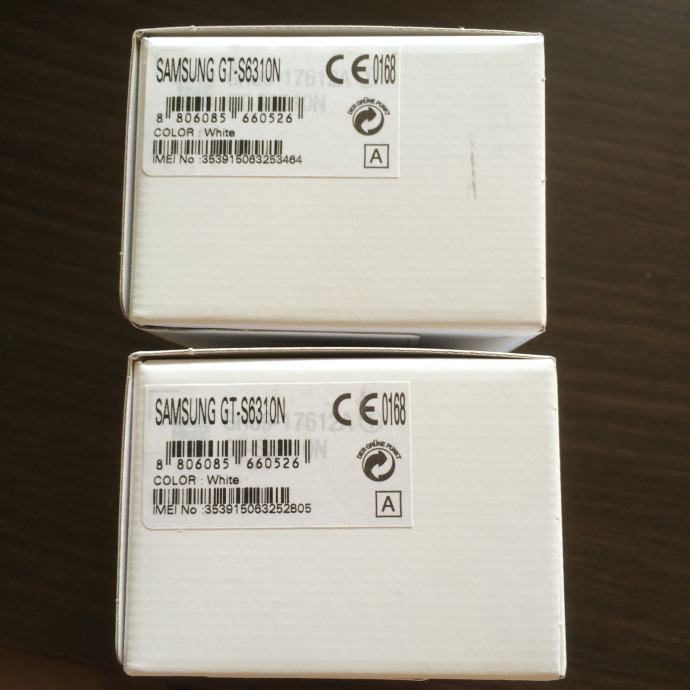 SAMSUNG GT-S6310N
CE 0168
8 806085 660526
DER GRÜNE PUNKT
COLOR : White
IMEI No :353915063253464
A
SAMSUNG GT-S6310N
CE 0168
8 806085 660526
DER GRÜNE PUNKT
COLOR : White
IMEI No :353915063252805
A